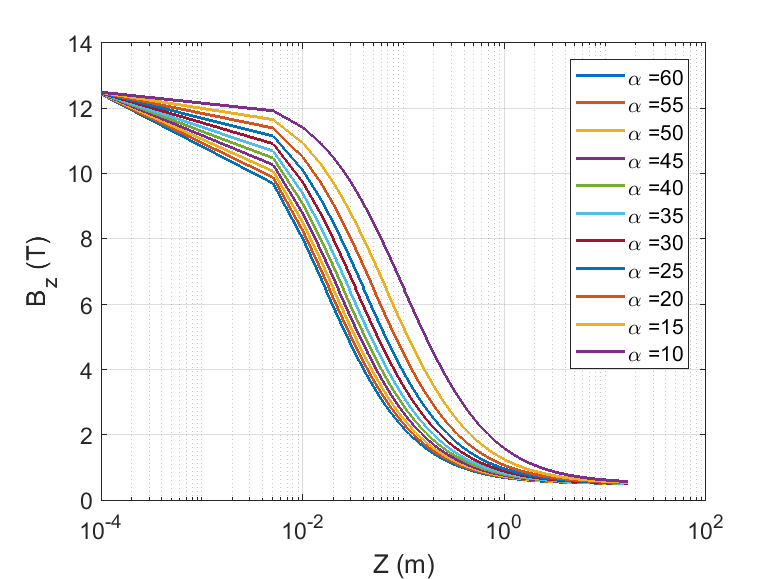 14
12
10
8
6
4
2
0
B_z (T)
10^-4
10^-2
10^0
10^2
Z (m)
α =60
α =55
α =50
α =45
α =40
α =35
α =30
α =25
α =20
α =15
α =10